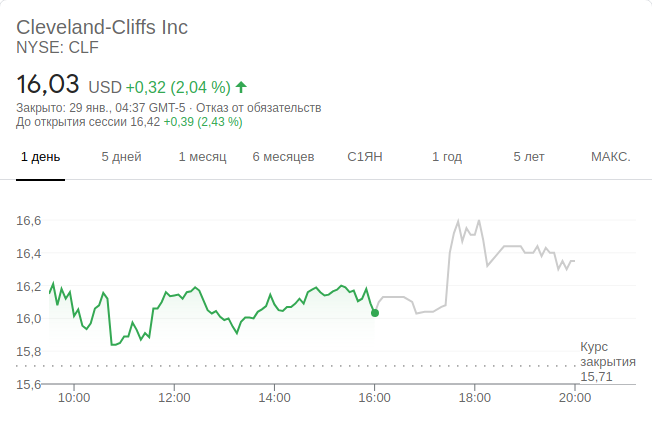 Cleveland-Cliffs Inc
NYSE: CLF
16,03 USD +0,32 (2,04 %)
Закрыто: 29 янв., 04:37 GMT-5 · Отказ от обязательств
До открытия сессии 16,42 +0,39 (2,43 %)
1 день 5 дней 1 месяц 6 месяцев С1ЯН 1 год 5 лет МАКС.
16,6
16,4
16,2
16,0
15,8
Курс
закрытия
15,71
15,6
10:00 12:00 14:00 16:00 18:00 20:00